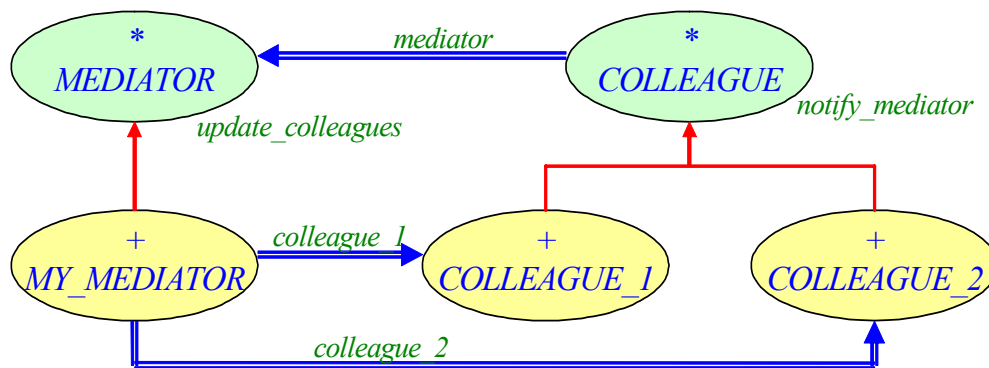 *
MEDIATOR
mediator
*
COLLEAGUE
update_colleagues
notify_mediator
+
MY_MEDIATOR
colleague_1
+
COLLEAGUE_1
+
COLLEAGUE_2
colleague_2